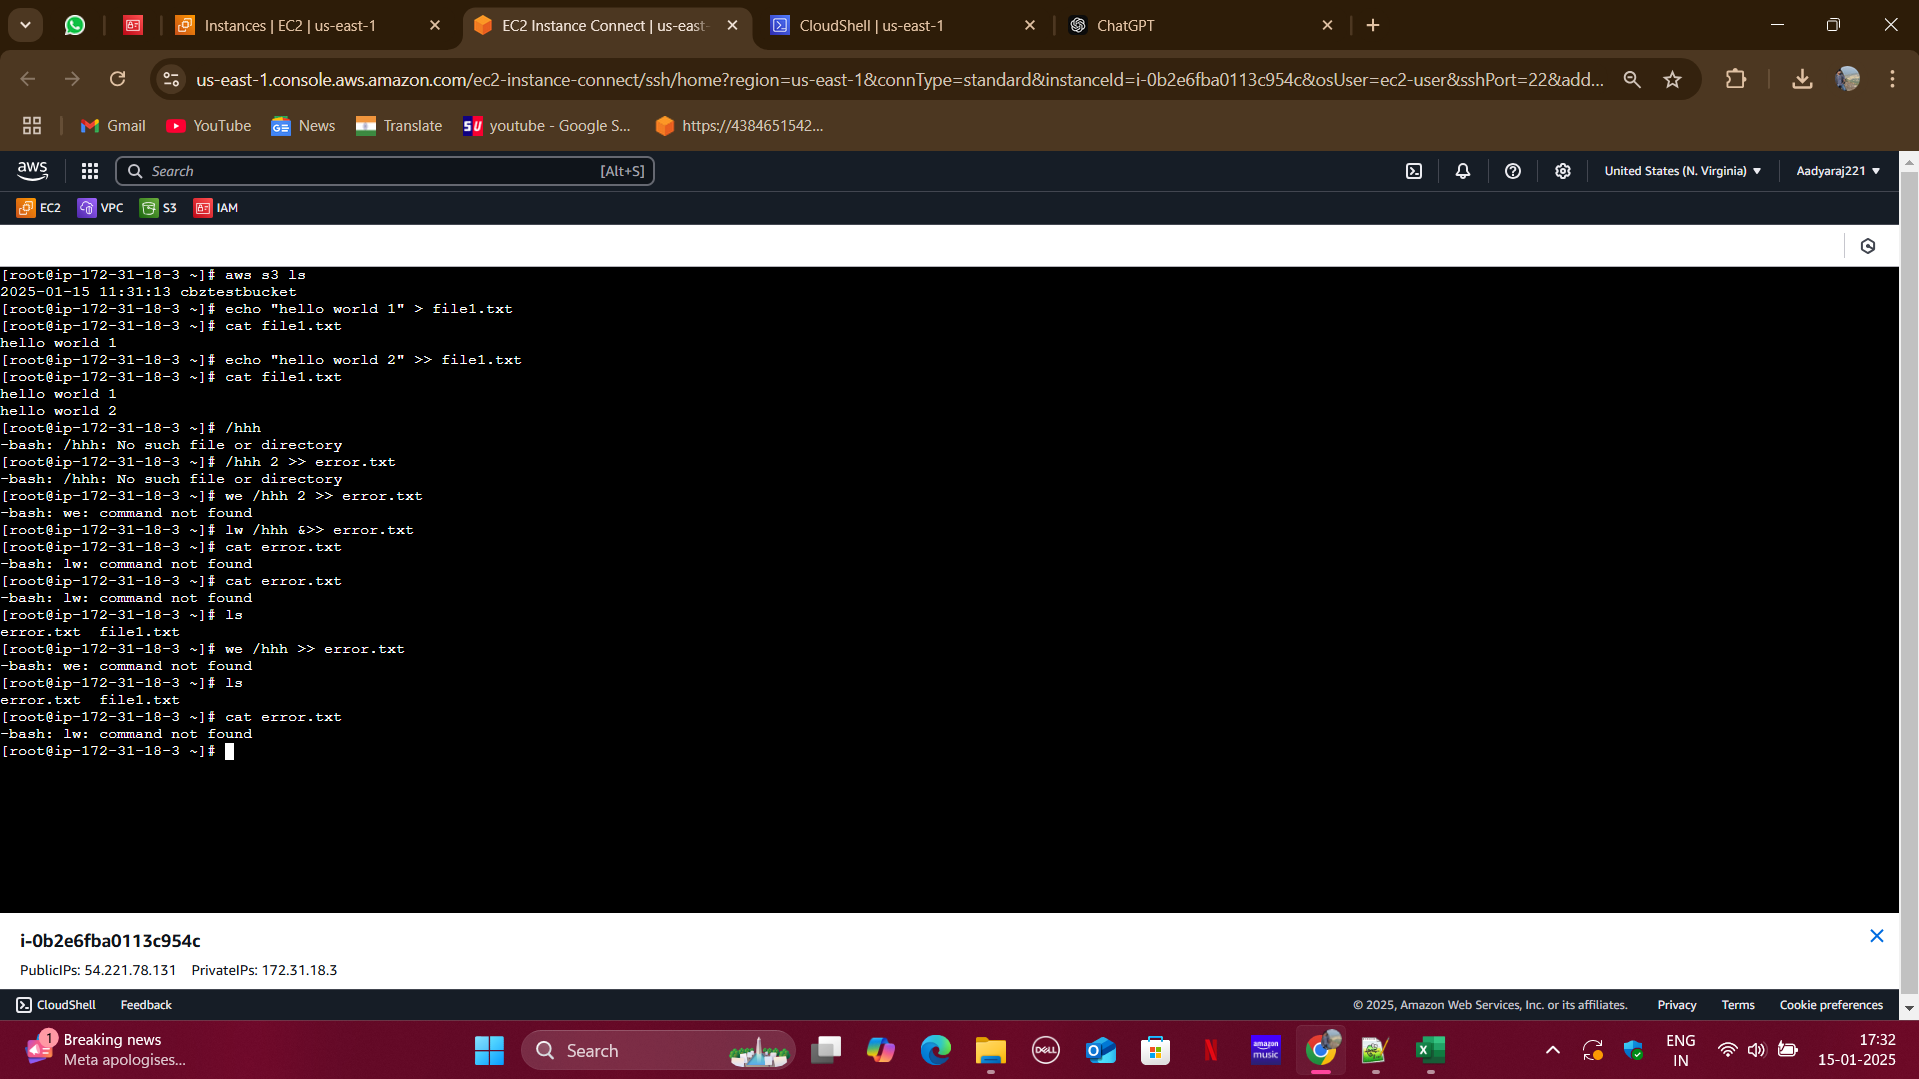 Instances | EC2 | us-east-1
EC2 Instance Connect | us-east-
CloudShell | us-east-1
ChatGPT
us-east-1.console.aws.amazon.com/ec2-instance-connect/ssh/home?region=us-east-1&connType=standard&instanceId=i-0b2e6fba0113c954c&osUser=ec2-user&sshPort=22&add...
Gmail
YouTube
News
Translate
youtube - Google S...
https://4384651542...
aws
Search
[Alt+S]
United States (N. Virginia)
Aadyaraj221
EC2
VPC
S3
IAM
[root@ip-172-31-18-3 ~]# aws s3 ls
2025-01-15 11:31:13 cbztestbucket
[root@ip-172-31-18-3 ~]# echo "hello world 1" > file1.txt
[root@ip-172-31-18-3 ~]# cat file1.txt
hello world 1
[root@ip-172-31-18-3 ~]# echo "hello world 2" >> file1.txt
[root@ip-172-31-18-3 ~]# cat file1.txt
hello world 1
hello world 2
[root@ip-172-31-18-3 ~]# /hhh
-bash: /hhh: No such file or directory
[root@ip-172-31-18-3 ~]# /hhh 2 >> error.txt
-bash: /hhh: No such file or directory
[root@ip-172-31-18-3 ~]# we /hhh 2 >> error.txt
-bash: we: command not found
[root@ip-172-31-18-3 ~]# lw /hhh &>> error.txt
[root@ip-172-31-18-3 ~]# cat error.txt
-bash: lw: command not found
[root@ip-172-31-18-3 ~]# cat error.txt
-bash: lw: command not found
[root@ip-172-31-18-3 ~]# ls
error.txt  file1.txt
[root@ip-172-31-18-3 ~]# we /hhh >> error.txt
-bash: we: command not found
[root@ip-172-31-18-3 ~]# ls
error.txt  file1.txt
[root@ip-172-31-18-3 ~]# cat error.txt
-bash: lw: command not found
[root@ip-172-31-18-3 ~]#
i-0b2e6fba0113c954c
PublicIPs: 54.221.78.131 PrivateIPs: 172.31.18.3
CloudShell
Feedback
© 2025, Amazon Web Services, Inc. or its affiliates.
Privacy
Terms
Cookie preferences
1
Breaking news
Meta apologises...
Search
DELL
amazon music
ENG
IN
17:32
15-01-2025